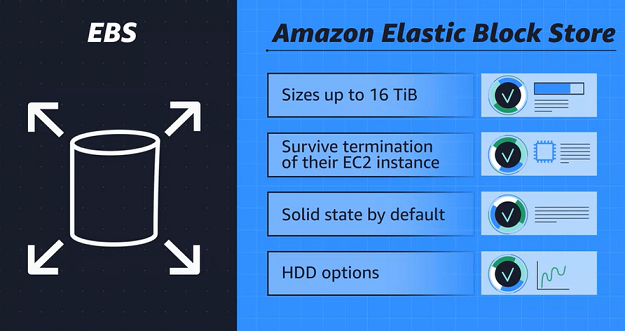 EBS
Amazon Elastic Block Store
Sizes up to 16 TiB
Survive termination
of their EC2 instance
Solid state by default
HDD options